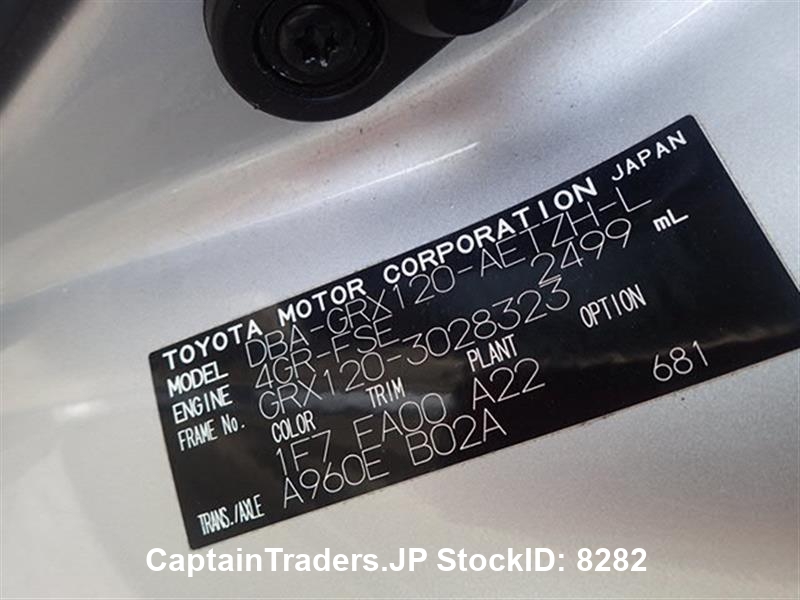 TOYOTA MOTOR CORPORATION JAPAN
MODEL DBA-GRX120-AETZH-L
ENGINE 4GR-FSE 2499 mL
FRAME No. GRX120-3028323
COLOR TRIM PLANT OPTION
1F7 FA00 A22 681
TRANS./AXLE A960E B02A
CaptainTraders.JP StockID: 8282